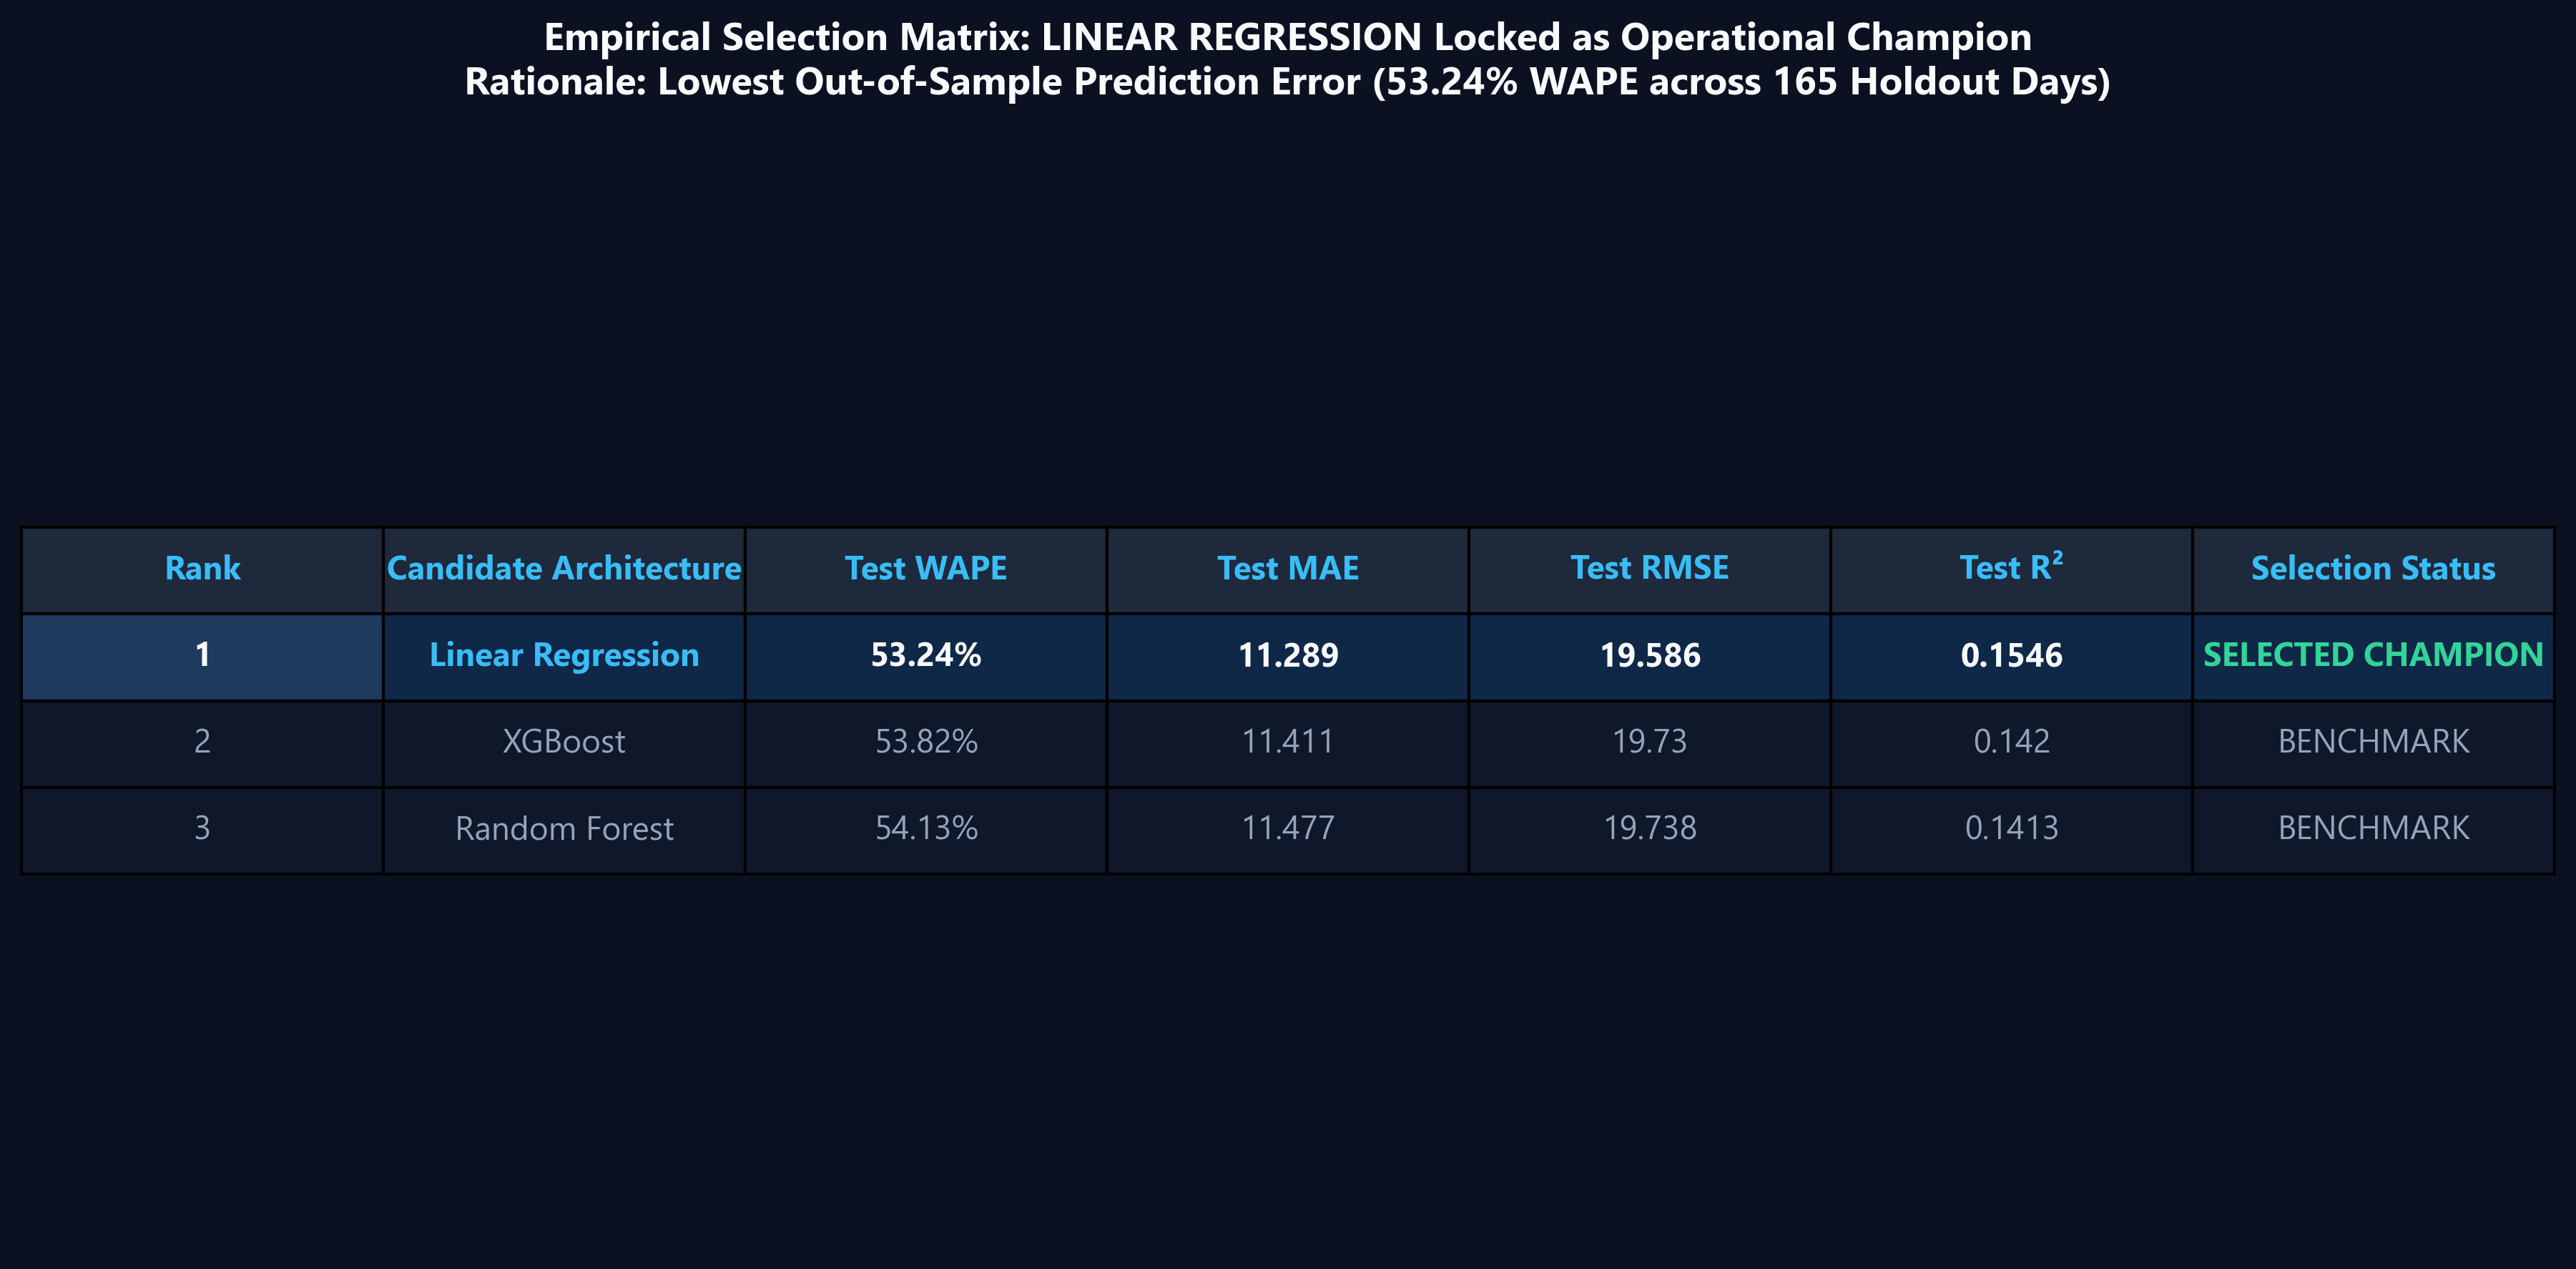 Empirical Selection Matrix: LINEAR REGRESSION Locked as Operational Champion
Rationale: Lowest Out-of-Sample Prediction Error (53.24% WAPE across 165 Holdout Days)
Rank Candidate Architecture Test WAPE Test MAE Test RMSE Test R² Selection Status
1 Linear Regression 53.24% 11.289 19.586 0.1546 SELECTED CHAMPION
2 XGBoost 53.82% 11.411 19.73 0.142 BENCHMARK
3 Random Forest 54.13% 11.477 19.738 0.1413 BENCHMARK